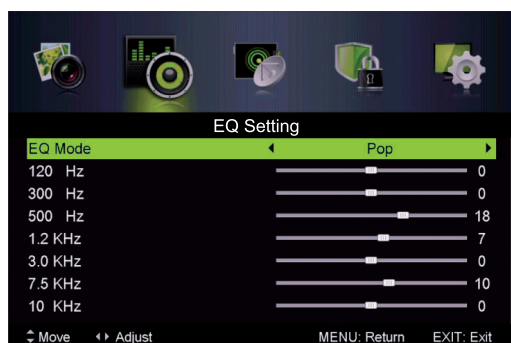 EQ Setting
EQ Mode Pop
120 Hz 0
300 Hz 0
500 Hz 18
1.2 KHz 7
3.0 KHz 0
7.5 KHz 10
10 KHz 0
Move Adjust MENU: Return EXIT: Exit